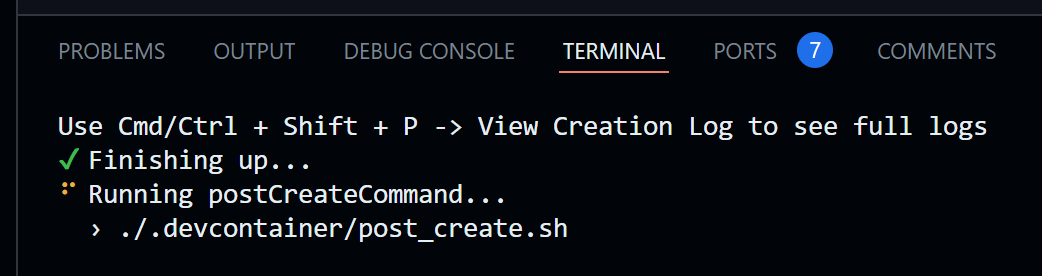 PROBLEMS OUTPUT DEBUG CONSOLE TERMINAL PORTS 7 COMMENTS
Use Cmd/Ctrl + Shift + P -> View Creation Log to see full logs
✓ Finishing up...
⠋ Running postCreateCommand...
› ./.devcontainer/post_create.sh